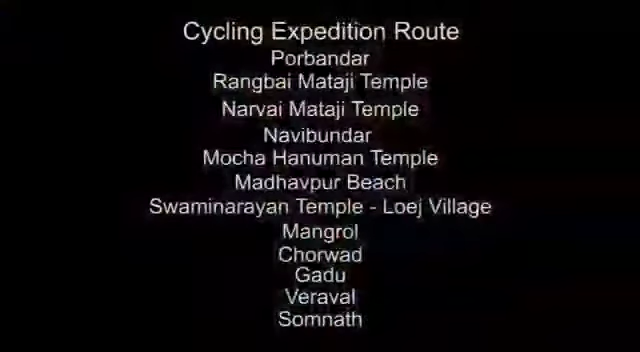 Cycling Expedition Route
Porbandar
Rangbai Mataji Temple
Narvai Mataji Temple
Navibundar
Mocha Hanuman Temple
Madhavpur Beach
Swaminarayan Temple - Loej Village
Mangrol
Chorwad
Gadu
Veraval
Somnath